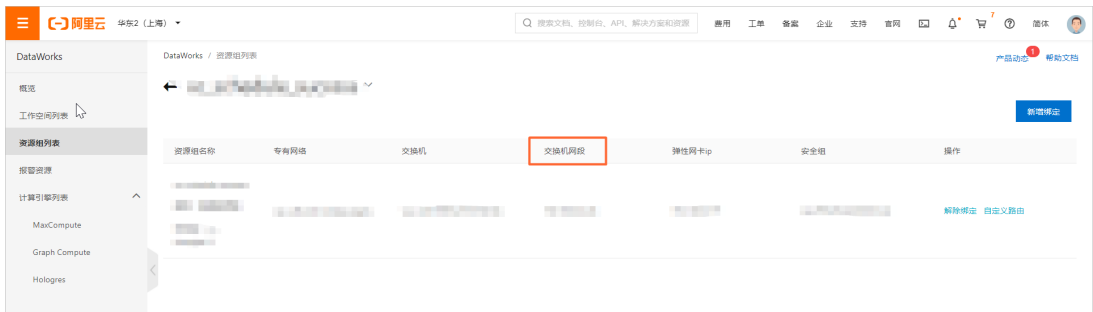 阿里云 华东2（上海） 搜索文档、控制台、API、解决方案和资源 费用 工单 备案 企业 支持 官网 7 简体
DataWorks
概览
工作空间列表
资源组列表
报警资源
计算引擎列表
MaxCompute
Graph Compute
Hologres
DataWorks / 资源组列表
产品动态 1 帮助文档
新增绑定
资源组名称 专有网络 交换机 交换机网段 弹性网卡ip 安全组 操作
解除绑定 自定义路由